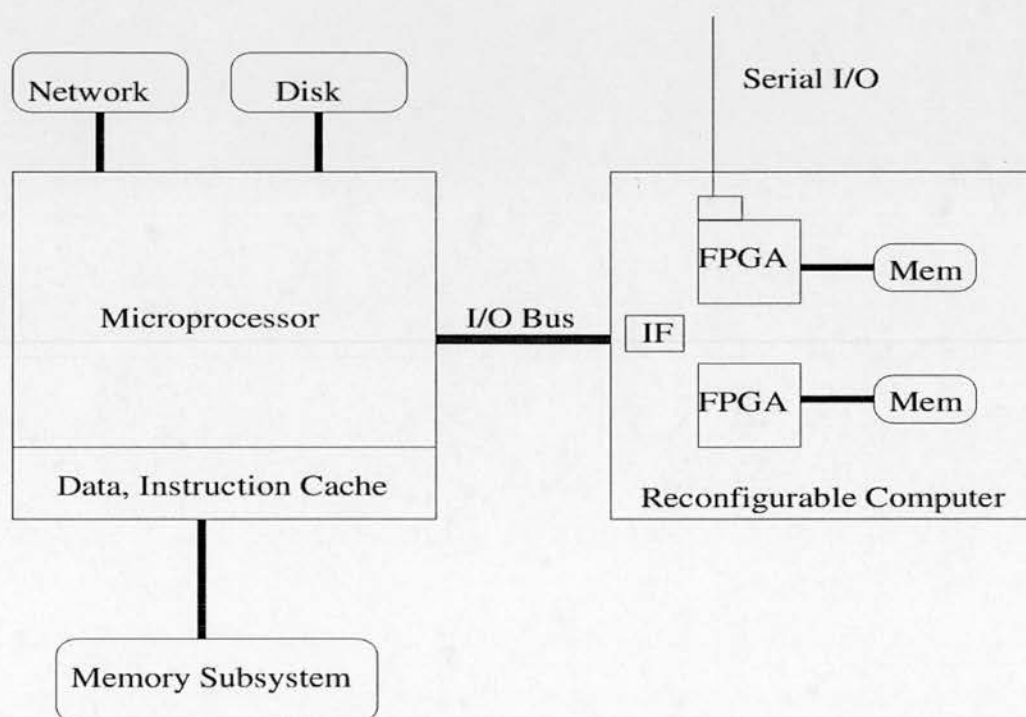 Network
Disk
Serial I/O
FPGA
Mem
Microprocessor
I/O Bus
IF
FPGA
Mem
Data, Instruction Cache
Reconfigurable Computer
Memory Subsystem